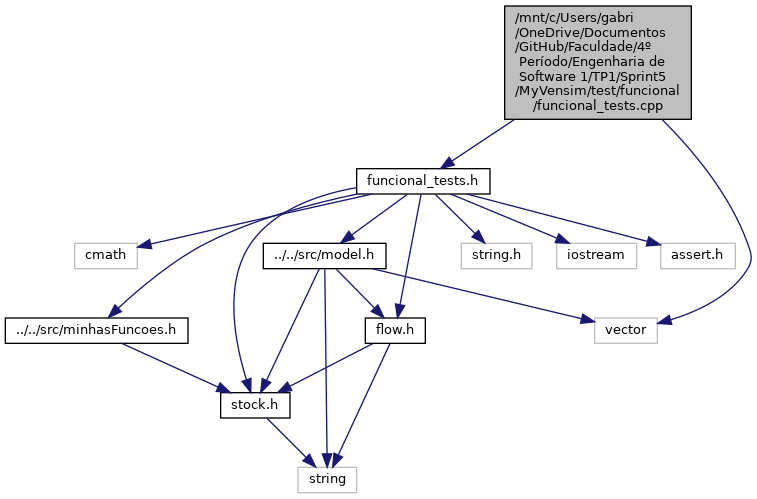 /mnt/c/Users/gabri
/OneDrive/Documentos
/GitHub/Faculdade/4º
Período/Engenharia de
Software 1/TP1/Sprint5
/MyVensim/test/funcional
/funcional_tests.cpp
funcional_tests.h
cmath
../../src/model.h
string.h
iostream
assert.h
../../src/minhasFuncoes.h
flow.h
vector
stock.h
string